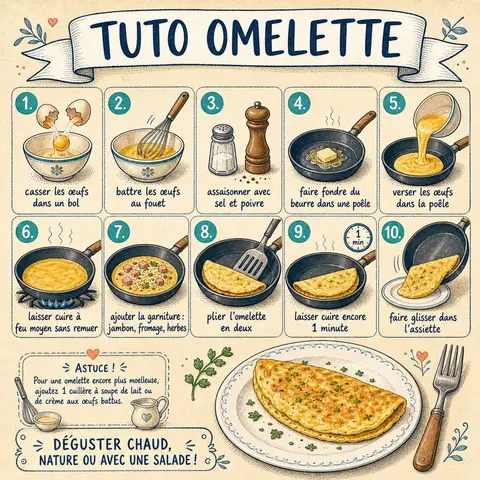 TUTO OMELETTE
1.
casser les œufs
dans un bol
2.
battre les œufs
au fouet
3.
assaisonner avec
sel et poivre
4.
faire fondre du
beurre dans une poêle
5.
verser les œufs
dans la poêle
6.
laisser cuire à
feu moyen sans remuer
7.
ajouter la garniture :
jambon, fromage, herbes
8.
plier l'omelette
en deux
9.
1
min
laisser cuire encore
1 minute
10.
faire glisser dans
l'assiette
ASTUCE !
Pour une omelette encore plus moelleuse,
ajoutez 1 cuillère à soupe de lait ou
de crème aux œufs battus.
DÉGUSTER CHAUD,
NATURE OU AVEC UNE SALADE !